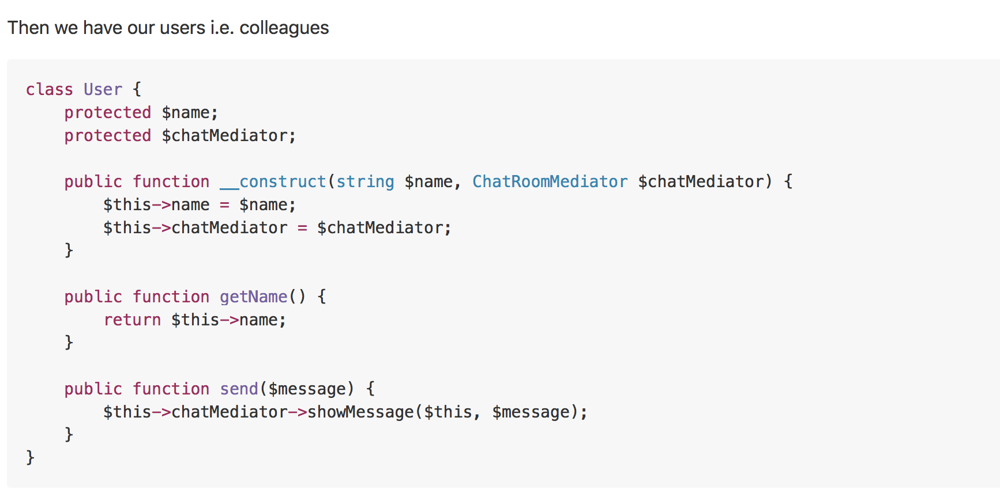 Then we have our users i.e. colleagues
class User {
    protected $name;
    protected $chatMediator;

    public function __construct(string $name, ChatRoomMediator $chatMediator) {
        $this->name = $name;
        $this->chatMediator = $chatMediator;
    }

    public function getName() {
        return $this->name;
    }

    public function send($message) {
        $this->chatMediator->showMessage($this, $message);
    }
}